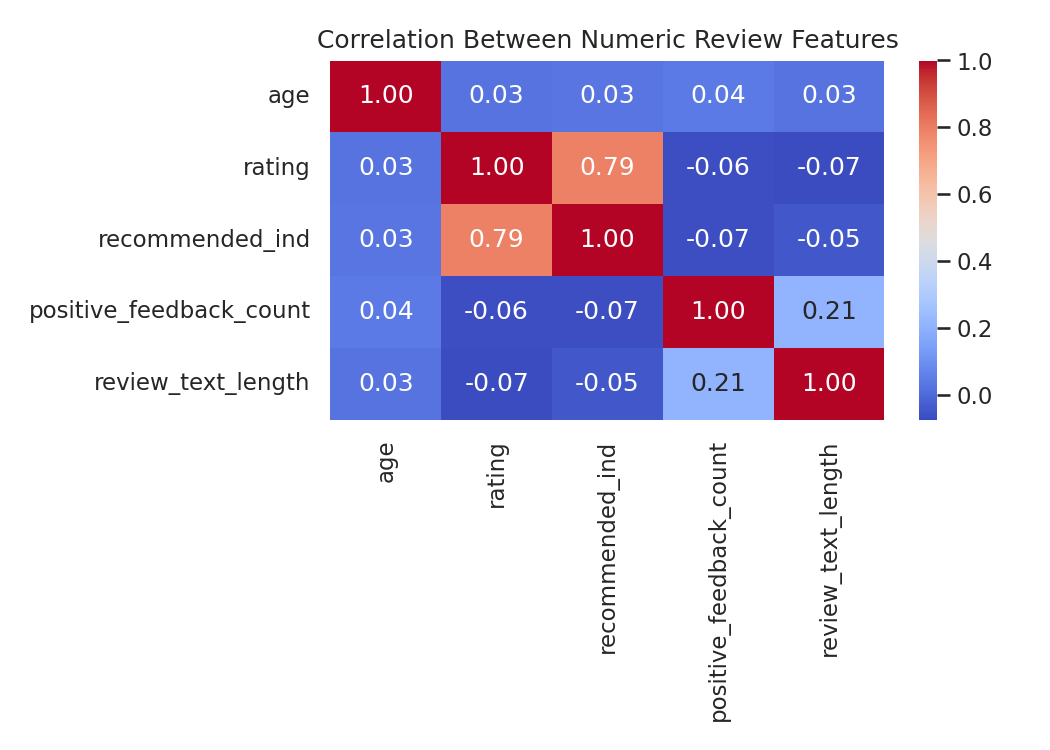 Correlation Between Numeric Review Features
age 1.00 0.03 0.03 0.04 0.03
rating 0.03 1.00 0.79 -0.06 -0.07
recommended_ind 0.03 0.79 1.00 -0.07 -0.05
positive_feedback_count 0.04 -0.06 -0.07 1.00 0.21
review_text_length 0.03 -0.07 -0.05 0.21 1.00
age
rating
recommended_ind
positive_feedback_count
review_text_length
1.0
0.8
0.6
0.4
0.2
0.0